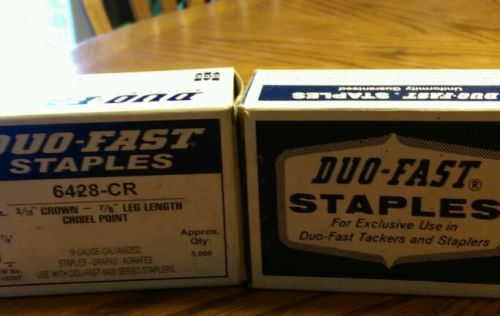 DUO-FAST
DUO-FAST
STAPLES
6428-CR
3/16" CROWN - 7/8" LEG LENGTH
CHISEL POINT
Approx.
Qty:
5,000
GAUGE-GALVANIZED
STAPLES - GRAPAS - AGRAFES
USE WITH DUO-FAST 6400 SERIES STAPLERS
DUO-FAST STAPLES
Uniformity Guaranteed
DUO-FAST®
STAPLES
For Exclusive Use in
Duo-Fast Tackers and Staplers